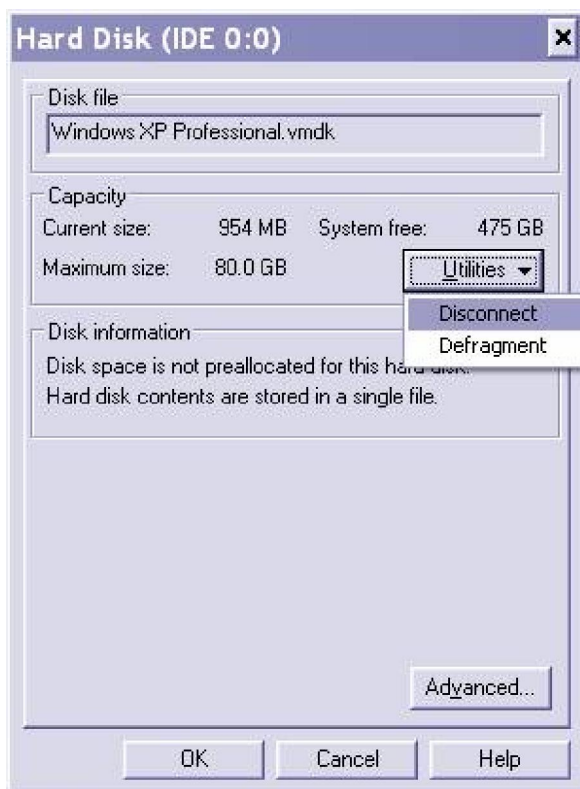 Hard Disk (IDE 0:0)
Disk file
Windows XP Professional.vmdk
Capacity
Current size: 954 MB System free: 475 GB
Maximum size: 80.0 GB Utilities
Disconnect
Defragment
Disk information
Disk space is not preallocated for this hard disk.
Hard disk contents are stored in a single file.
Advanced...
OK Cancel Help